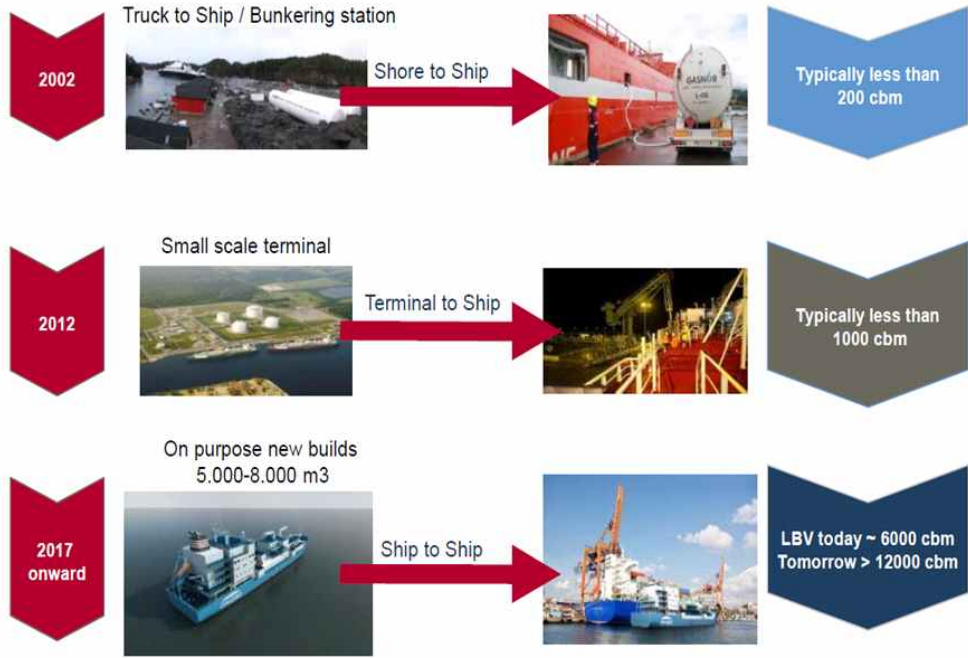 Truck to Ship / Bunkering station
2002
Shore to Ship
GASNOR
Typically less than
200 cbm
Small scale terminal
2012
Terminal to Ship
Typically less than
1000 cbm
On purpose new builds
5.000-8.000 m3
2017
onward
Ship to Ship
LBV today ~ 6000 cbm
Tomorrow > 12000 cbm